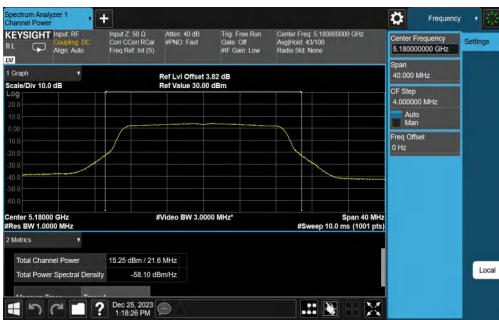 Spectrum Analyzer 1
Channel Power
+
Frequency
KEYSIGHT
RL
Input: RF
Coupling: DC
Align: Auto
Input Z: 50 Ω
Corr CCorr RCal
Freq Ref: Int (S)
Atten: 40 dB
#PNO: Fast
Trig: Free Run
Gate: Off
#IF Gain: Low
Center Freq: 5.180000000 GHz
Avg|Hold: 43/100
Radio Std: None
Center Frequency
5.180000000 GHz
Settings
Span
40.000 MHz
CF Step
4.000000 MHz
Auto
Man
Freq Offset
0 Hz
Local
1 Graph
Scale/Div 10.0 dB
Ref Lvl Offset 3.82 dB
Ref Value 30.00 dBm
Log
20.0
10.0
0.00
-10.0
-20.0
-30.0
-40.0
-50.0
-60.0
Center 5.18000 GHz
#Res BW 1.0000 MHz
#Video BW 3.0000 MHz*
Span 40 MHz
#Sweep 10.0 ms (1001 pts)
2 Metrics
Total Channel Power 15.25 dBm / 21.6 MHz
Total Power Spectral Density -58.10 dBm/Hz
?
Dec 25, 2023
1:18:26 PM